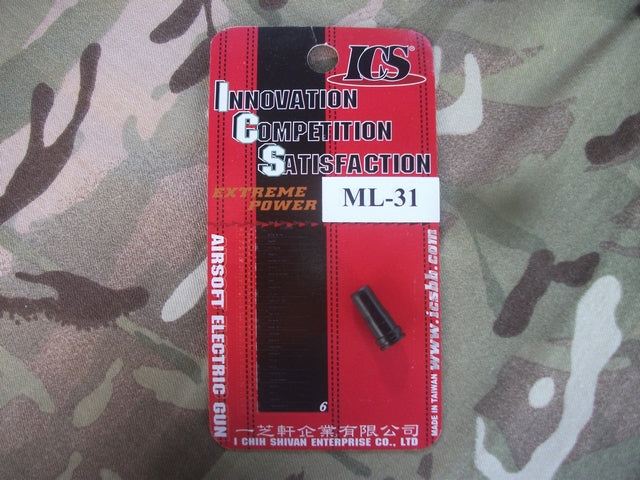 ICS®
INNOVATION
COMPETITION
SATISFACTION
EXTREME
POWER
ML-31
AIRSOFT ELECTRIC GUN
www.icsbb.com
MADE IN TAIWAN
6
一芝軒企業有限公司
I CHIH SHIVAN ENTERPRISE CO., LTD